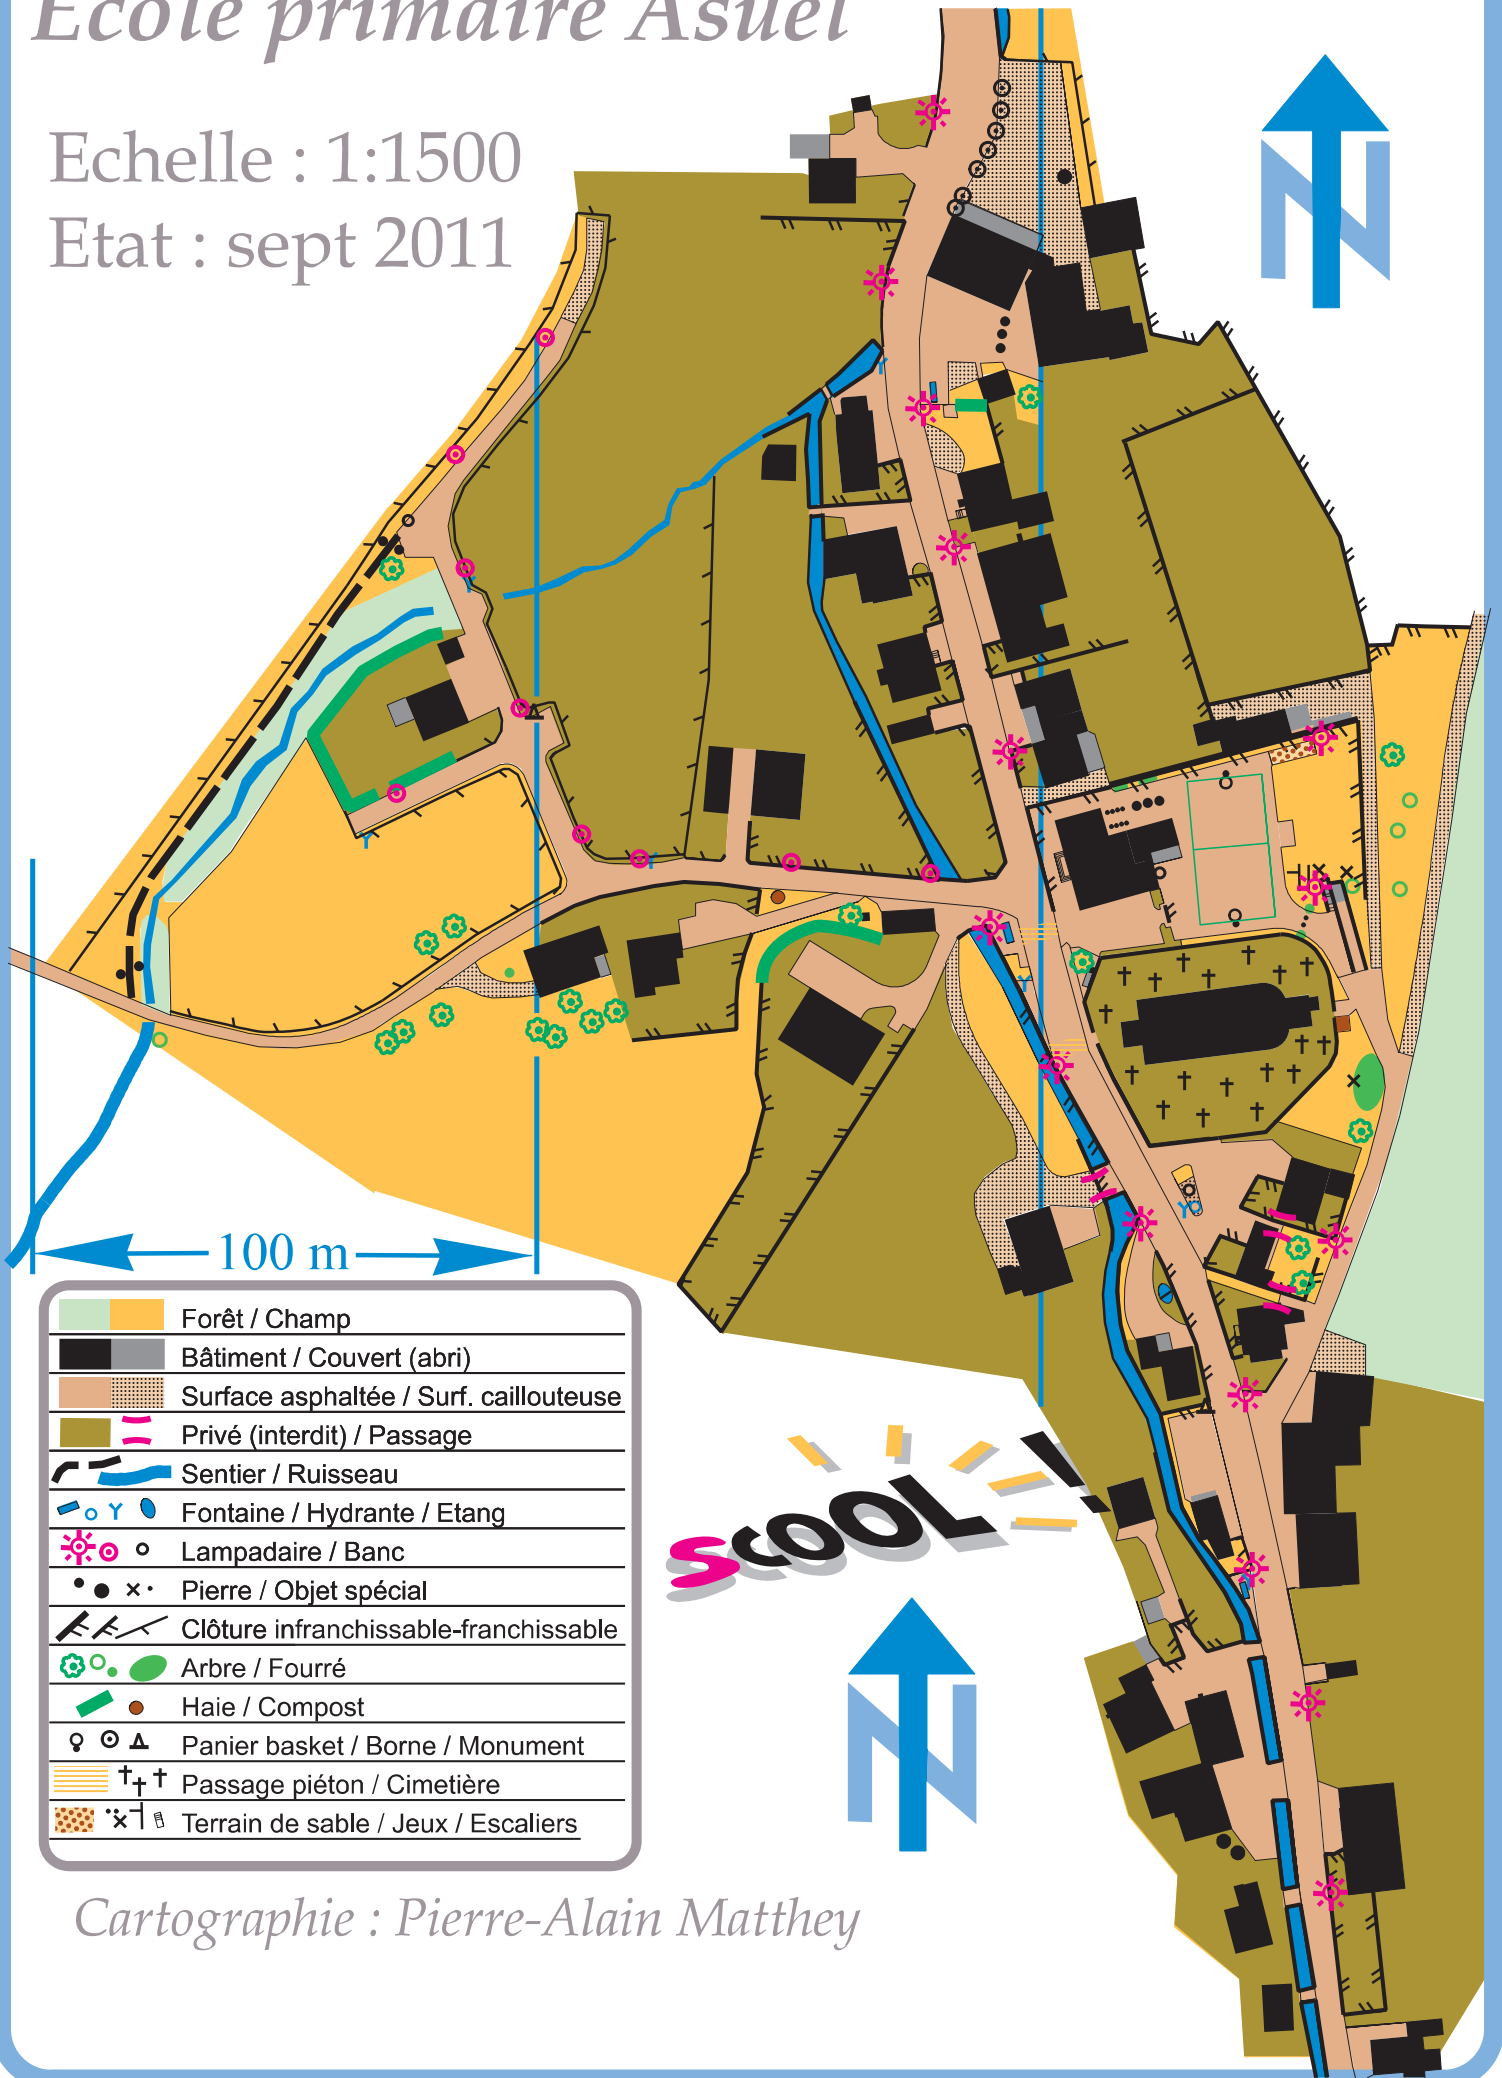 Ecole primaire Asuel
Echelle : 1:1500
Etat : sept 2011
N
100 m
Forêt / Champ
Bâtiment / Couvert (abri)
Surface asphaltée / Surf. caillouteuse
Privé (interdit) / Passage
Sentier / Ruisseau
Fontaine / Hydrante / Etang
Lampadaire / Banc
Pierre / Objet spécial
Clôture infranchissable-franchissable
Arbre / Fourré
Haie / Compost
Panier basket / Borne / Monument
Passage piéton / Cimetière
Terrain de sable / Jeux / Escaliers
sCOOL
N
Cartographie : Pierre-Alain Matthey